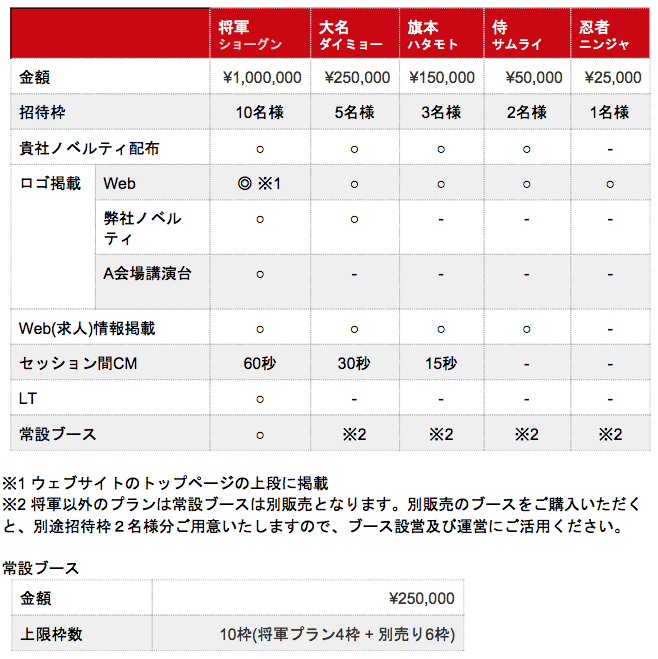 将軍 大名 旗本 侍 忍者
ショーグン ダイミョー ハタモト サムライ ニンジャ
金額 ¥1,000,000 ¥250,000 ¥150,000 ¥50,000 ¥25,000
招待枠 10名様 5名様 3名様 2名様 1名様
貴社ノベルティ配布 ○ ○ ○ ○ -
ロゴ掲載 Web ◎ ※1 ○ ○ ○ ○
弊社ノベル ○ ○ - - -
ティ
A会場講演台 ○ - - - -
Web(求人)情報掲載 ○ ○ ○ ○ -
セッション間CM 60秒 30秒 15秒 - -
LT ○ - - - -
常設ブース ○ ※2 ※2 ※2 ※2
※1 ウェブサイトのトップページの上段に掲載
※2 将軍以外のプランは常設ブースは別販売となります。別販売のブースをご購入いただく
と、別途招待枠２名様分ご用意いたしますので、ブース設営及び運営にご活用ください。
常設ブース
金額 ¥250,000
上限枠数 10枠(将軍プラン4枠 + 別売り6枠)